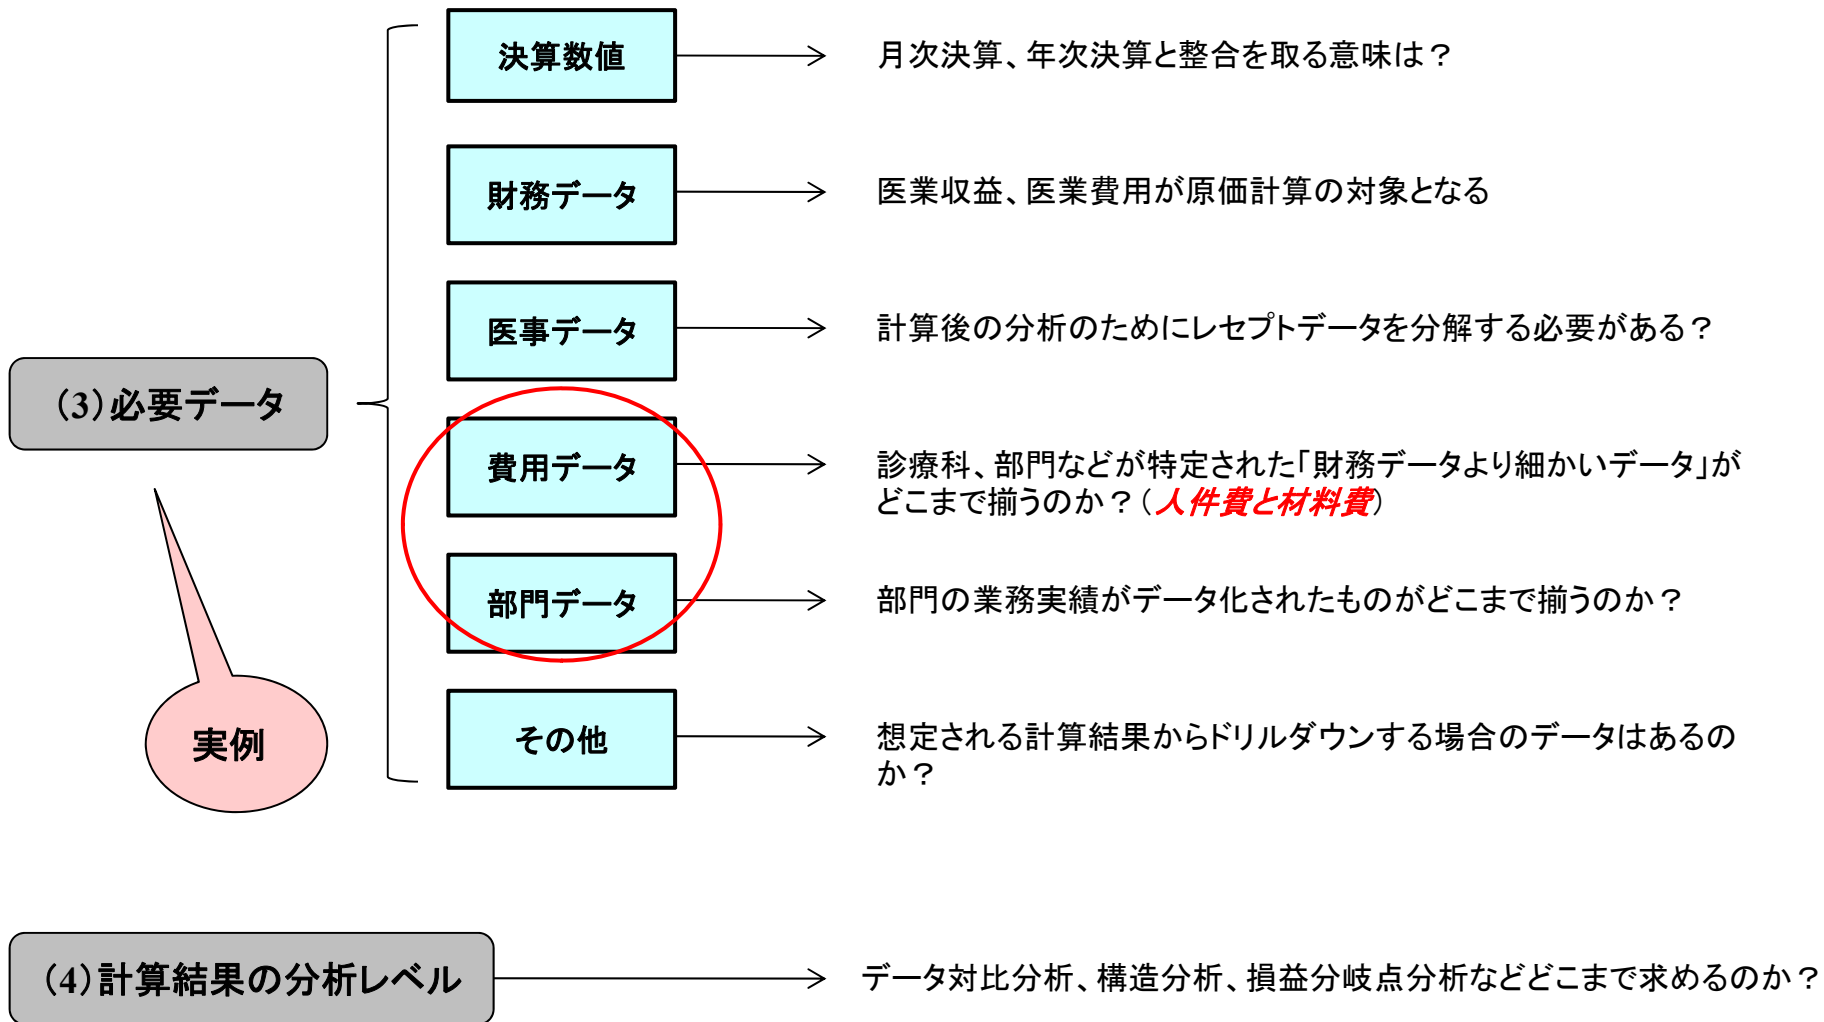 決算数値
月次決算、年次決算と整合を取る意味は?
財務データ
医業収益、医業費用が原価計算の対象となる
医事データ
計算後の分析のためにレセプトデータを分解する必要がある?
(3)必要データ
費用データ
診療科、部門などが特定された「財務データより細かいデータ」が
どこまで揃うのか?(人件費と材料費)
部門データ
部門の業務実績がデータ化されたものがどこまで揃うのか?
実例
その他
想定される計算結果からドリルダウンする場合のデータはあるの
か?
(4)計算結果の分析レベル
データ対比分析、構造分析、損益分岐点分析などどこまで求めるのか?